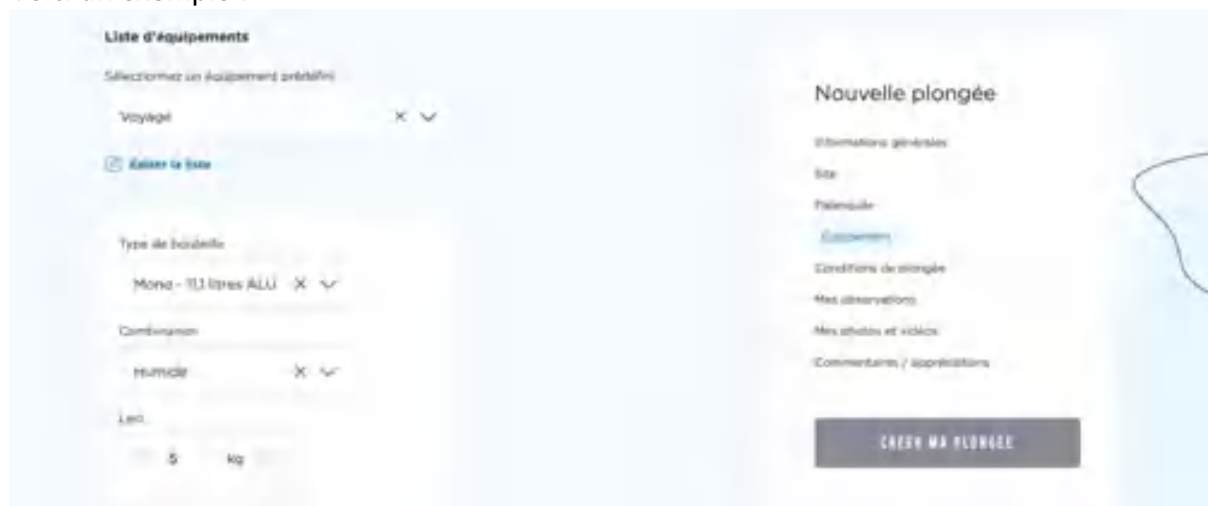 Liste d'équipements
Sélectionnez un équipement prédéfini
Voyage
Éditer la liste
Type de bouteille
Mono - 11,1 litres ALU
Combinaison
Humide
Lest
5 kg
Nouvelle plongée
Informations générales
Site
Palanquée
Équipement
Conditions de plongée
Mes observations
Mes photos et vidéos
Commentaires / appréciations
CRÉER MA PLONGÉE